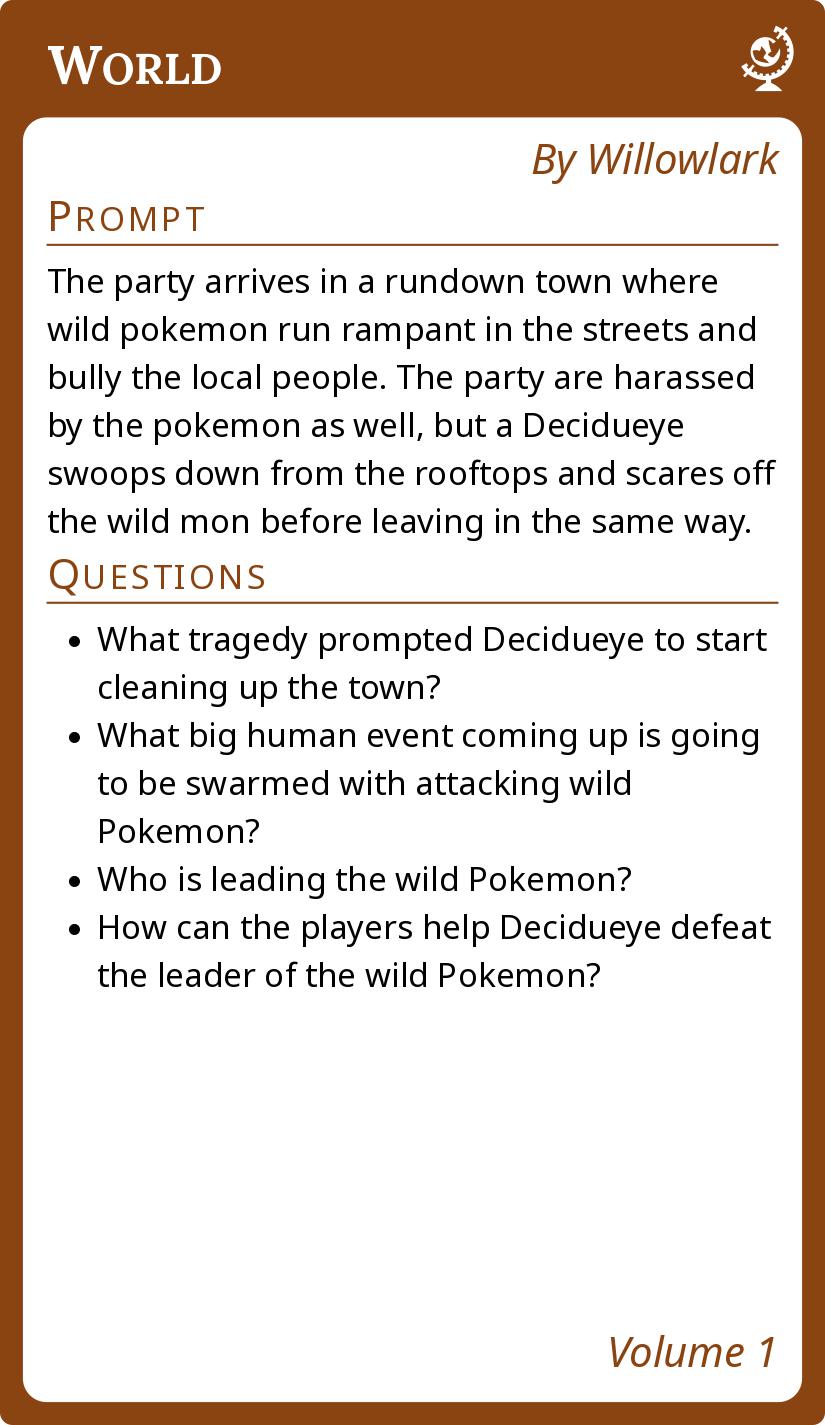 World
By Willowlark
Prompt
The party arrives in a rundown town where
wild pokemon run rampant in the streets and
bully the local people. The party are harassed
by the pokemon as well, but a Decidueye
swoops down from the rooftops and scares off
the wild mon before leaving in the same way.
Questions
• What tragedy prompted Decidueye to start
cleaning up the town?
• What big human event coming up is going
to be swarmed with attacking wild
Pokemon?
• Who is leading the wild Pokemon?
• How can the players help Decidueye defeat
the leader of the wild Pokemon?
Volume 1